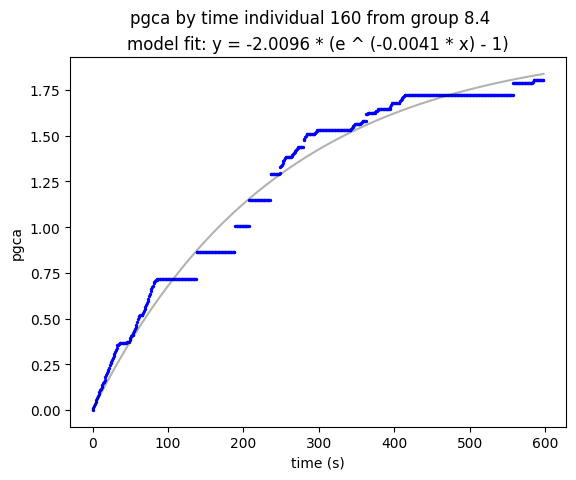 pgca by time individual 160 from group 8.4
model fit: y = -2.0096 * (e ^ (-0.0041 * x) - 1)
1.75
1.50
1.25
1.00
0.75
0.50
0.25
0.00
pgca
0 100 200 300 400 500 600
time (s)